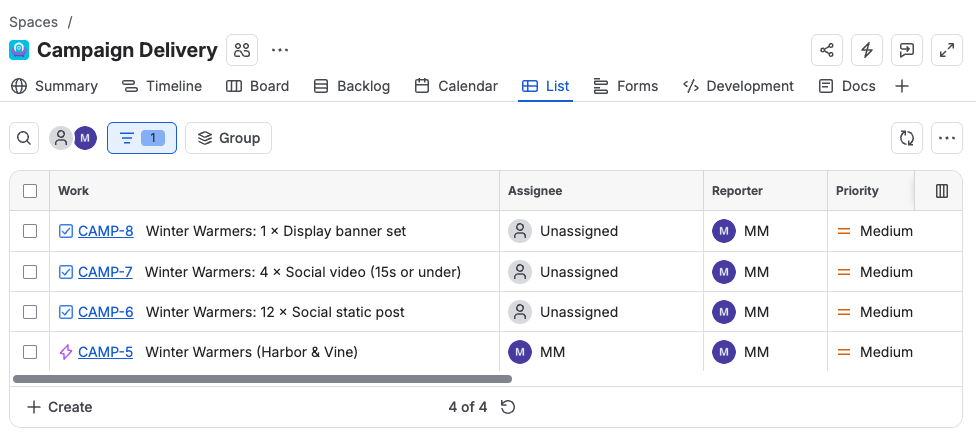 Spaces /
Campaign Delivery
Summary Timeline Board Backlog Calendar List Forms Development Docs
M 1 Group
Work Assignee Reporter Priority
CAMP-8 Winter Warmers: 1 × Display banner set Unassigned M MM Medium
CAMP-7 Winter Warmers: 4 × Social video (15s or under) Unassigned M MM Medium
CAMP-6 Winter Warmers: 12 × Social static post Unassigned M MM Medium
CAMP-5 Winter Warmers (Harbor & Vine) M MM M MM Medium
Create 4 of 4